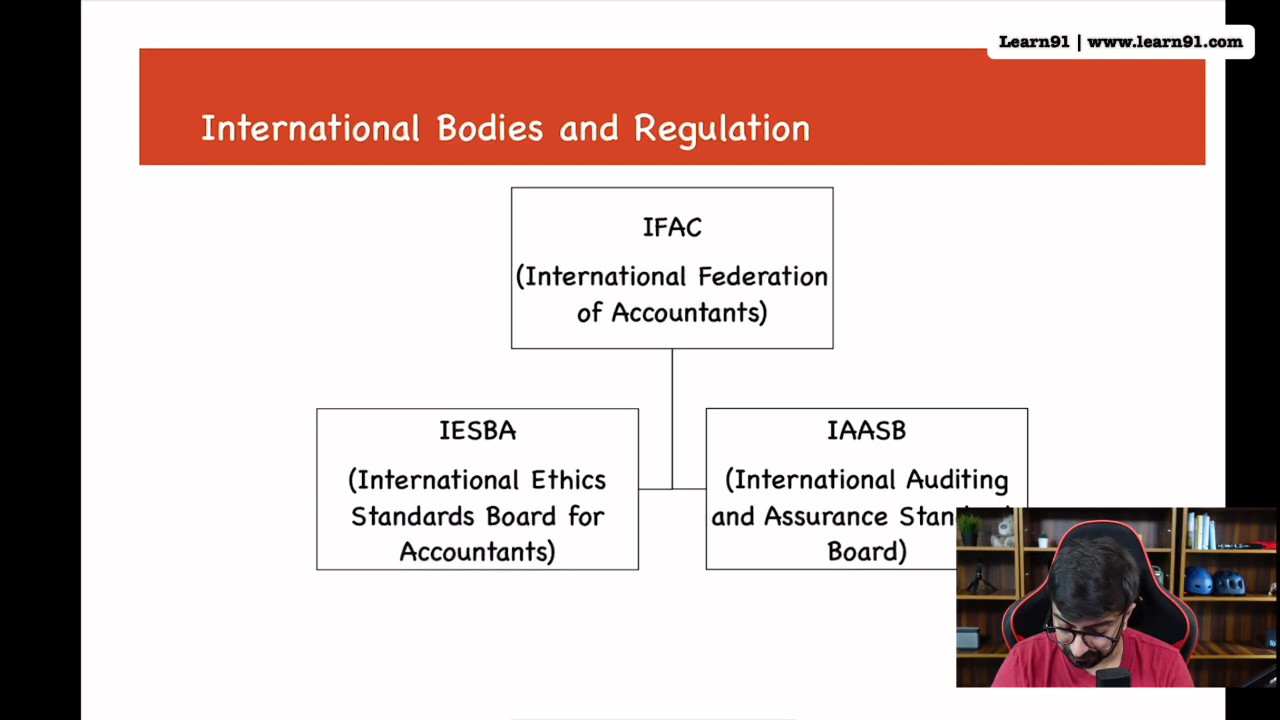 Learn91 | www.learn91.com
International Bodies and Regulation
IFAC
(International Federation
of Accountants)
IESBA
(International Ethics
Standards Board for
Accountants)
IAASB
(International Auditing
and Assurance
Board)